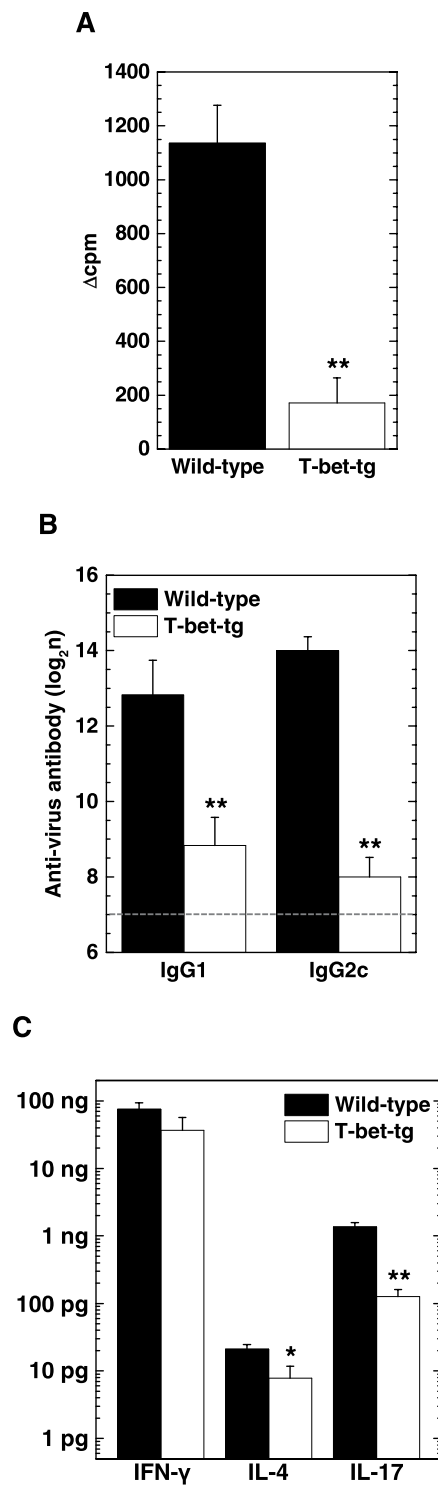 A
1400
1200
1000
800
600
400
200
0
Δcpm
**
Wild-type T-bet-tg
B
16
14
12
10
8
6
Anti-virus antibody (log₂n)
Wild-type
T-bet-tg
**
**
IgG1 IgG2c
C
100 ng
10 ng
1 ng
100 pg
10 pg
1 pg
Wild-type
T-bet-tg
*
**
IFN-γ IL-4 IL-17